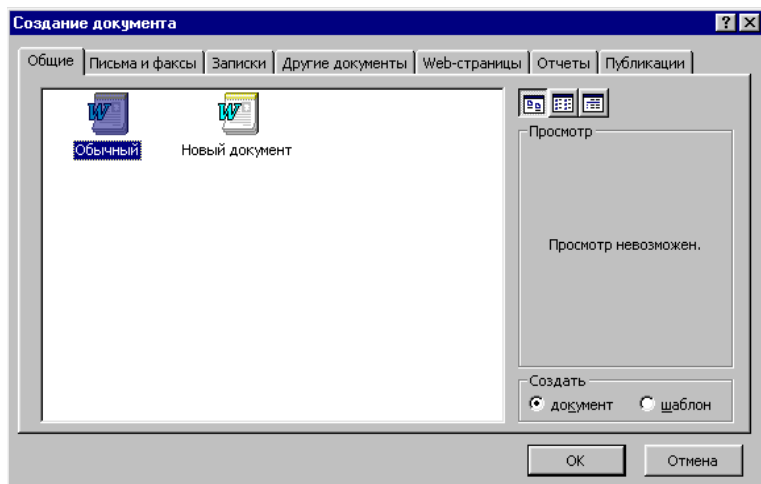 Создание документа
Общие Письма и факсы Записки Другие документы Web-страницы Отчеты Публикации
Обычный Новый документ
Просмотр
Просмотр невозможен.
Создать
документ шаблон
ОК Отмена